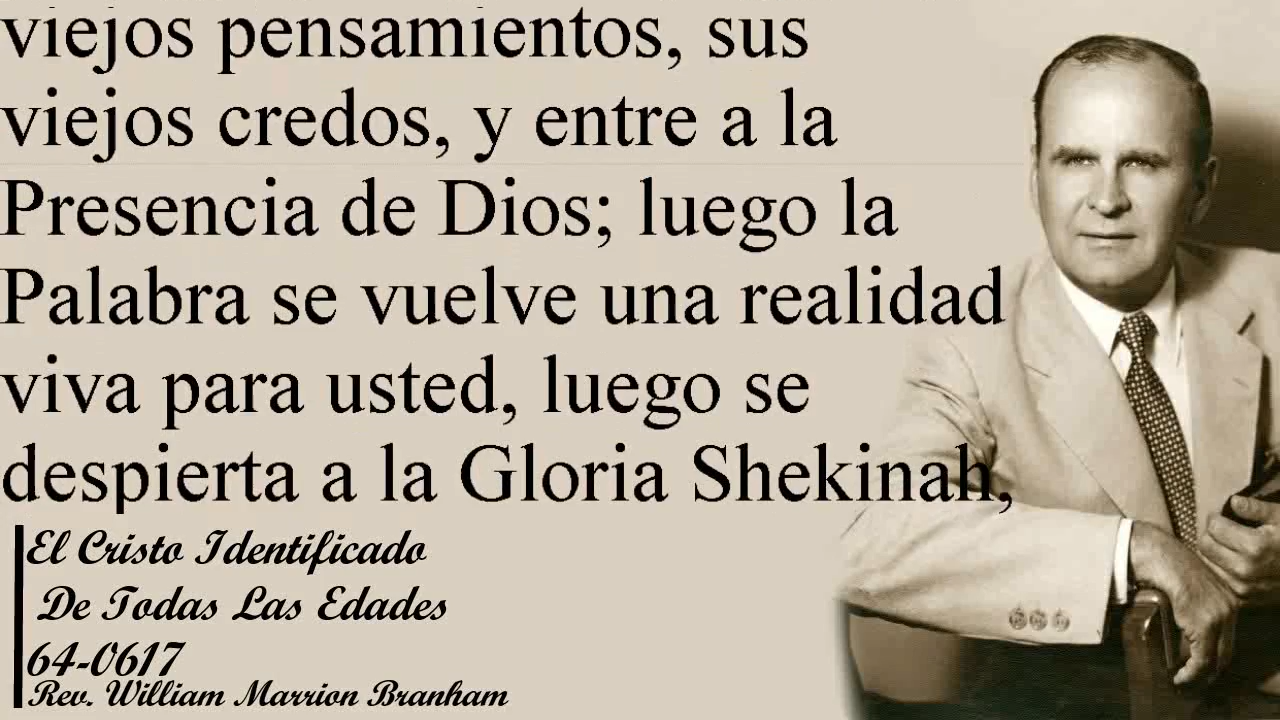 viejos pensamientos, sus
viejos credos, y entre a la
Presencia de Dios; luego la
Palabra se vuelve una realidad
viva para usted, luego se
despierta a la Gloria Shekinah,
El Cristo Identificado
De Todas Las Edades
64-0617
Rev. William Marrion Branham